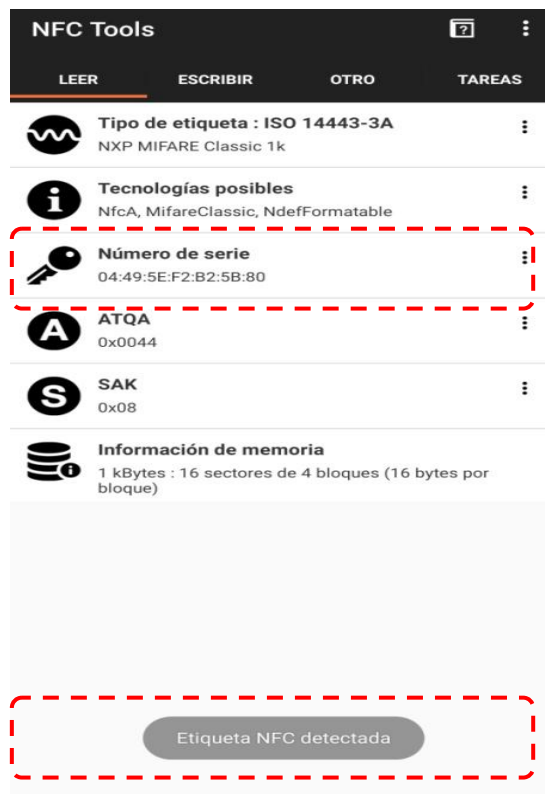 NFC Tools
LEER ESCRIBIR OTRO TAREAS
Tipo de etiqueta : ISO 14443-3A
NXP MIFARE Classic 1k
Tecnologías posibles
NfcA, MifareClassic, NdefFormatable
Número de serie
04:49:5E:F2:B2:5B:80
ATQA
0x0044
SAK
0x08
Información de memoria
1 kBytes : 16 sectores de 4 bloques (16 bytes por
bloque)
Etiqueta NFC detectada